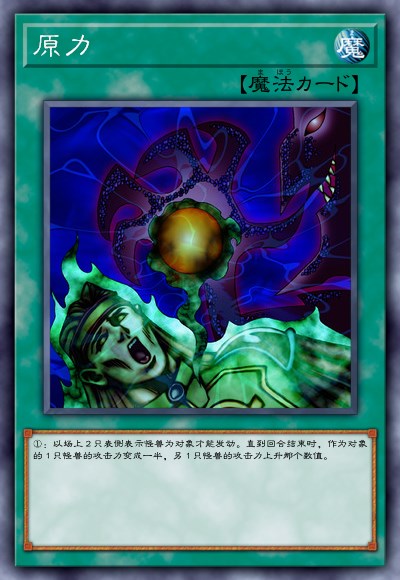 原力
魔
【魔法カード】
ま ほう
①：以场上２只表侧表示怪兽为对象才能发动。直到回合结束时，作为对象
的１只怪兽的攻击力变成一半，另１只怪兽的攻击力上升那个数值。